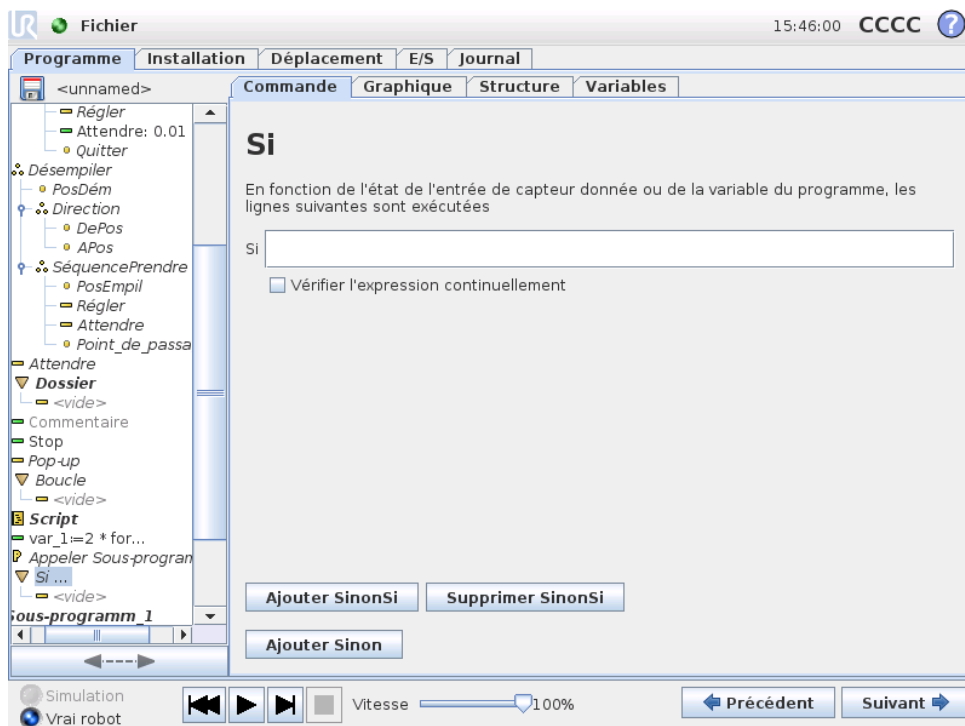 UR Fichier 15:46:00 CCCC ?
Programme Installation Déplacement E/S Journal
<unnamed>
Commande Graphique Structure Variables
Régler
Attendre: 0.01
Quitter
Désempiler
PosDém
Direction
DePos
APos
SéquencePrendre
PosEmpil
Régler
Attendre
Point_de_passa
Attendre
Dossier
<vide>
Commentaire
Stop
Pop-up
Boucle
<vide>
Script
var_1:=2 * for...
P Appeler Sous-program
Si ...
<vide>
Sous-programm_1
Si
En fonction de l'état de l'entrée de capteur donnée ou de la variable du programme, les
lignes suivantes sont exécutées
Si
Vérifier l'expression continuellement
Ajouter SinonSi Supprimer SinonSi
Ajouter Sinon
Simulation
Vrai robot
Vitesse 100%
Précédent Suivant